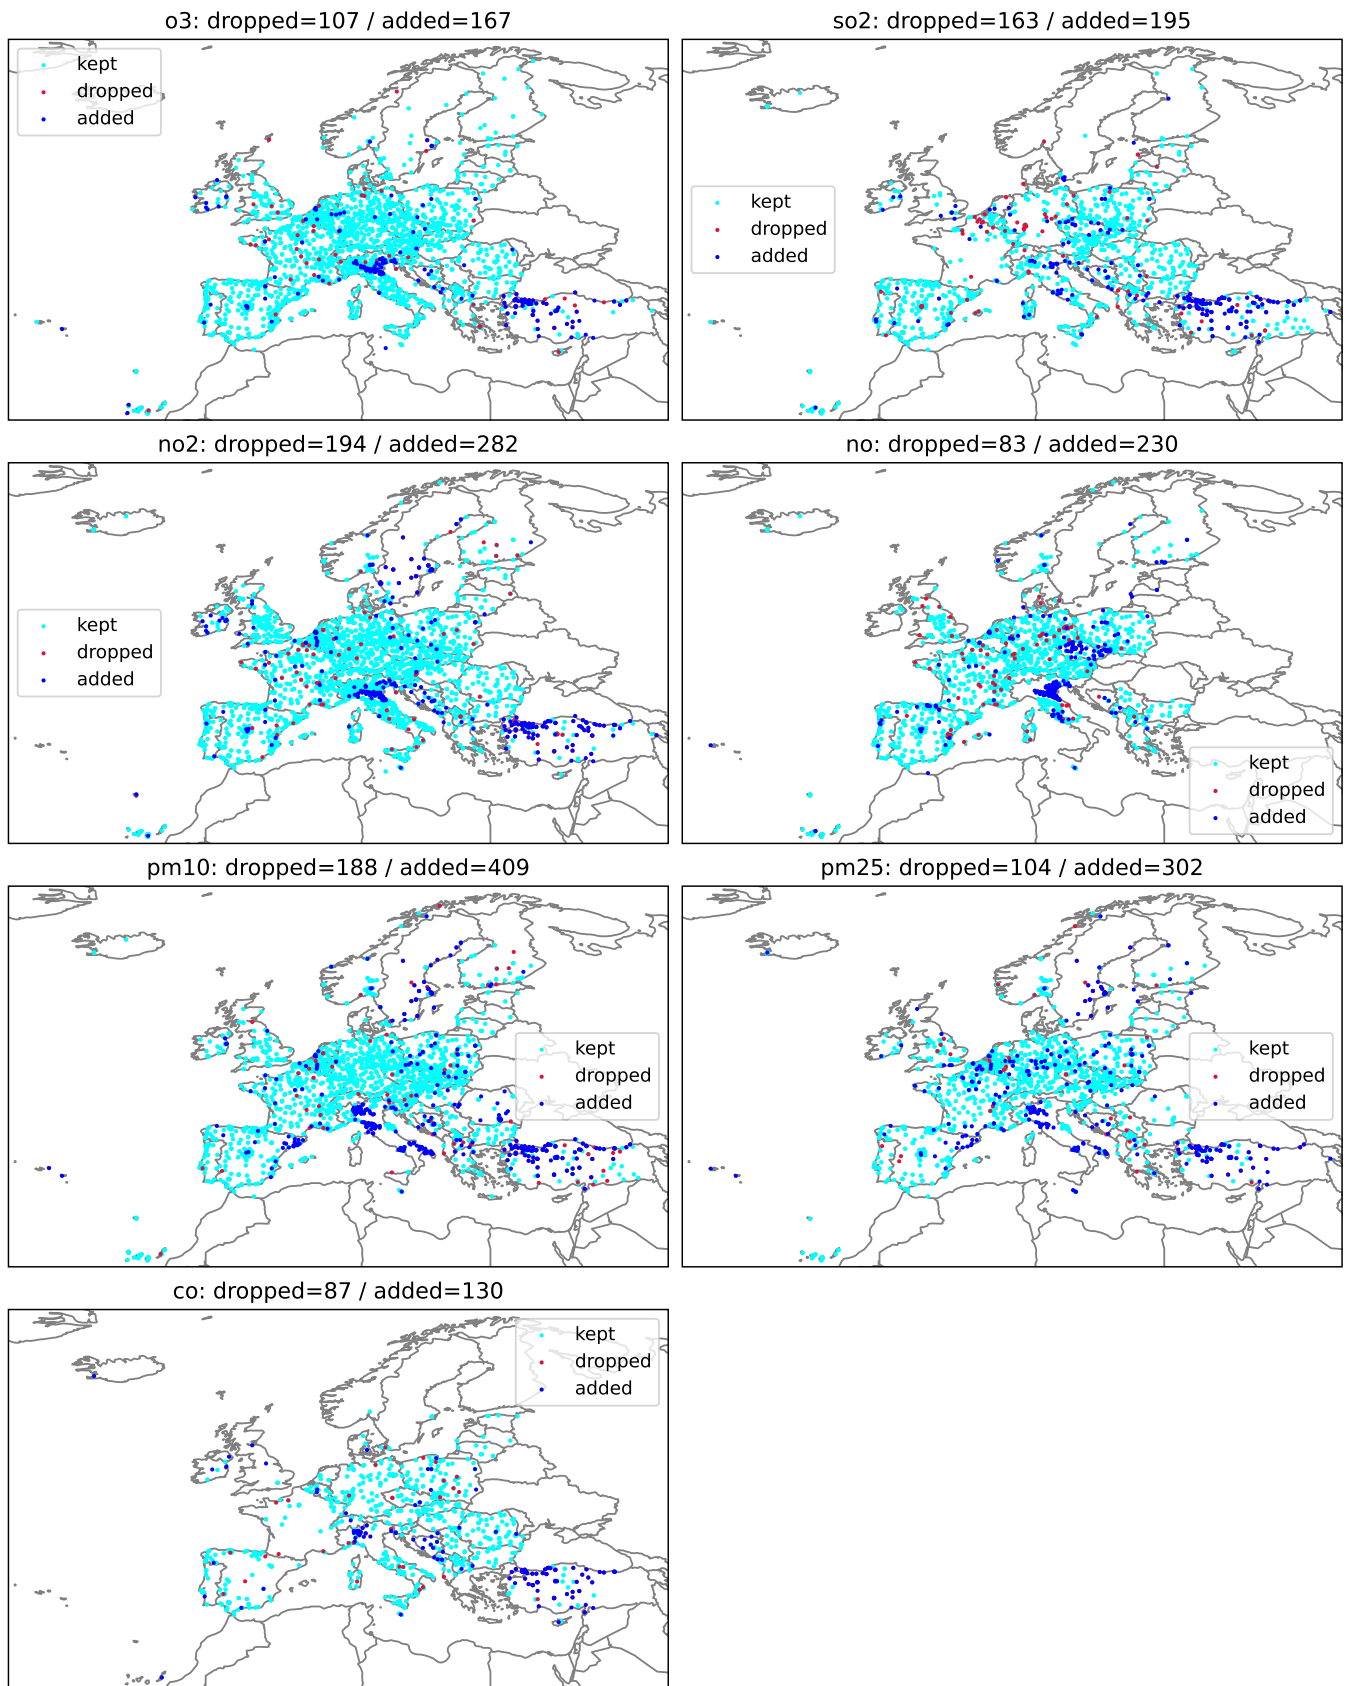 o3: dropped=107 / added=167
kept
dropped
added
so2: dropped=163 / added=195
kept
dropped
added
no2: dropped=194 / added=282
kept
dropped
added
no: dropped=83 / added=230
kept
dropped
added
pm10: dropped=188 / added=409
kept
dropped
added
pm25: dropped=104 / added=302
kept
dropped
added
co: dropped=87 / added=130
kept
dropped
added